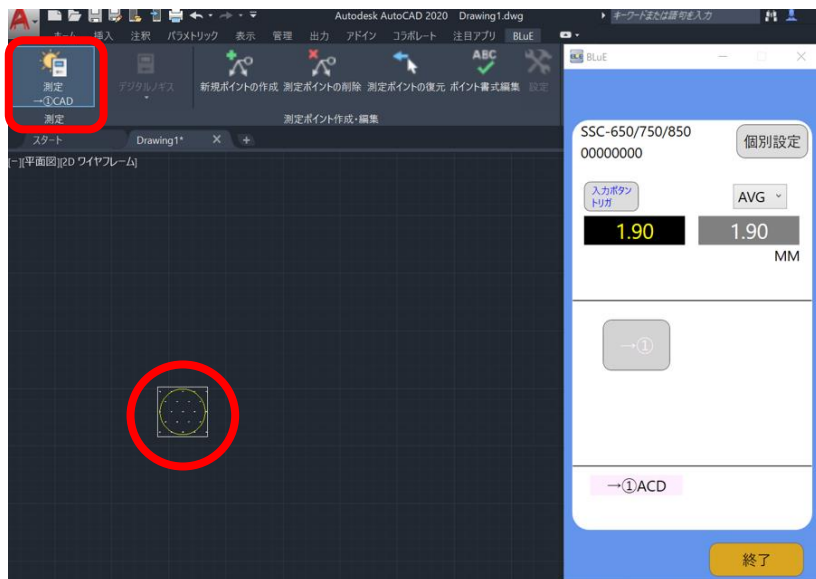 Autodesk AutoCAD 2020 Drawing1.dwg
キーワードまたは語句を入力
ホーム 挿入 注釈 パラメトリック 表示 管理 出力 アドイン コラボレート 注目アプリ BLuE
測定
→①CAD
デジタルノギス
新規ポイントの作成 測定ポイントの削除 測定ポイントの復元 ポイント書式編集 設定
ABC
測定
測定ポイント作成・編集
スタート Drawing1* × +
[-][平面図][2D ワイヤフレーム]
BLuE
SSC-650/750/850
00000000
個別設定
入力ボタン
トリガ
AVG
1.90 1.90
MM
→①
→①ACD
終了